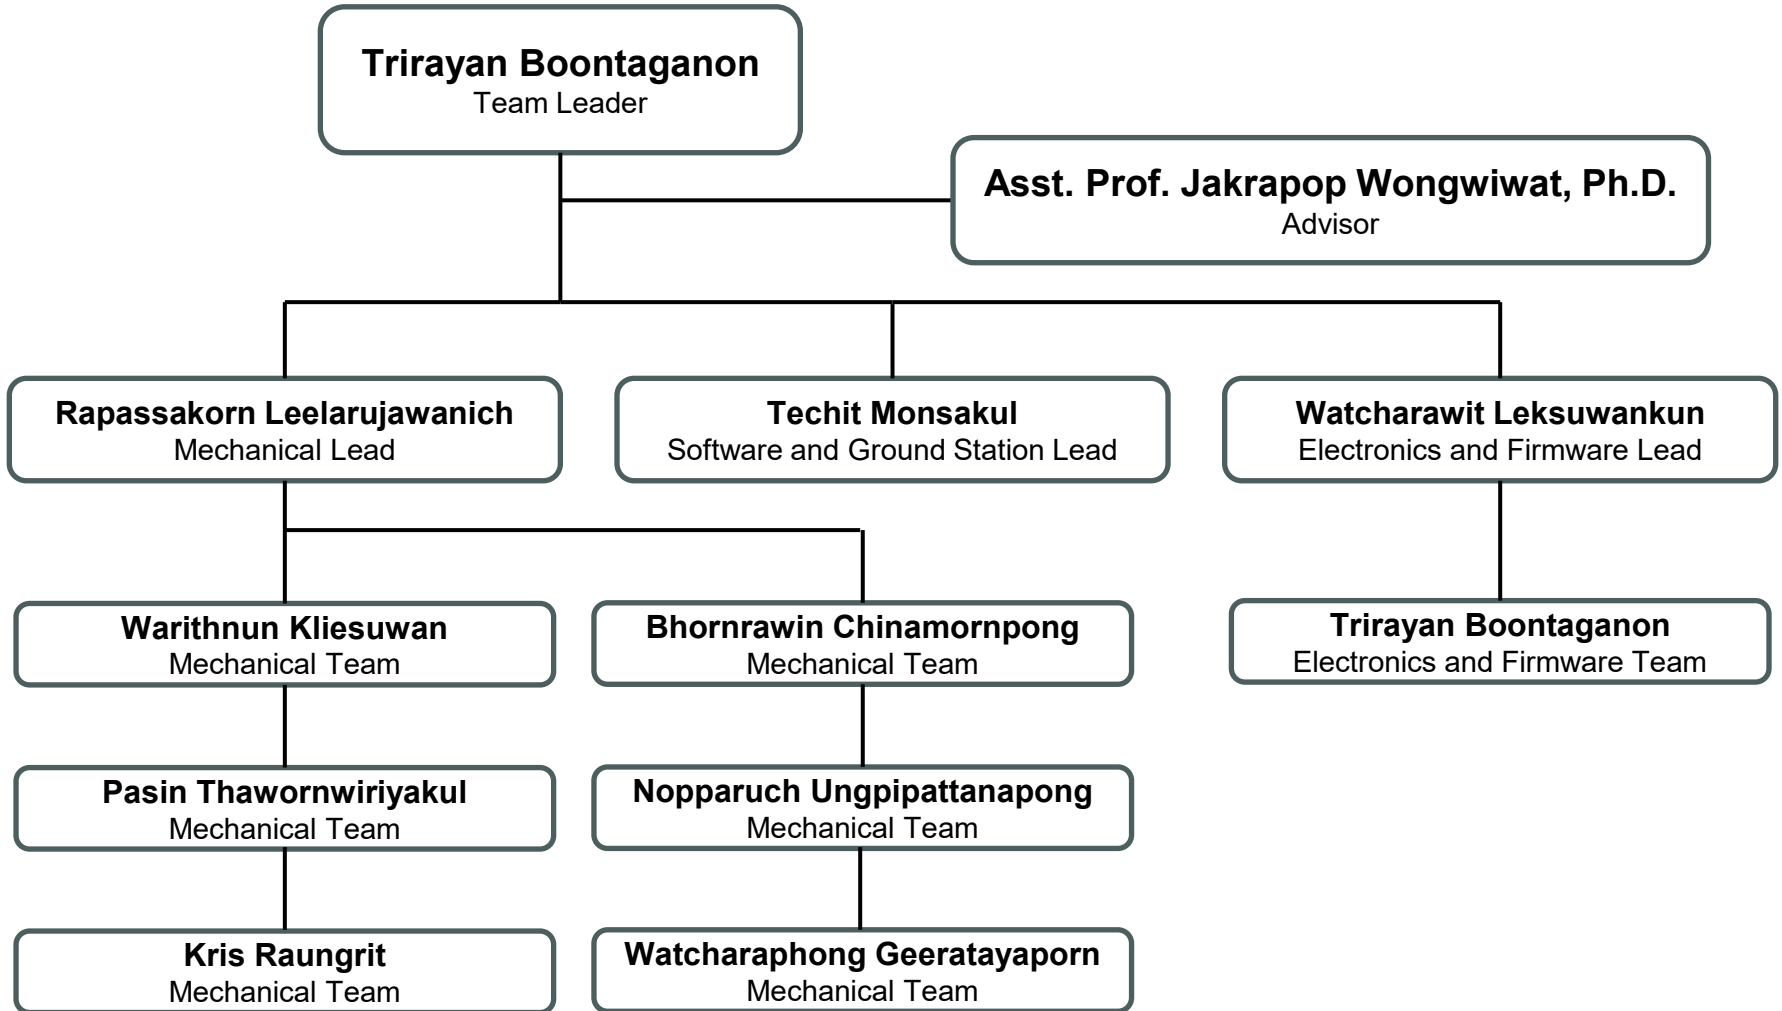 Trirayan Boontaganon
Team Leader
Asst. Prof. Jakrapop Wongwiwat, Ph.D.
Advisor
Rapassakorn Leelarujawanich
Mechanical Lead
Techit Monsakul
Software and Ground Station Lead
Watcharawit Leksuwankun
Electronics and Firmware Lead
Warithnun Kliesuwan
Mechanical Team
Bhornrawin Chinamornpong
Mechanical Team
Trirayan Boontaganon
Electronics and Firmware Team
Pasin Thawornwiriyakul
Mechanical Team
Nopparuch Ungpipattanapong
Mechanical Team
Kris Raungrit
Mechanical Team
Watcharaphong Geeratayaporn
Mechanical Team